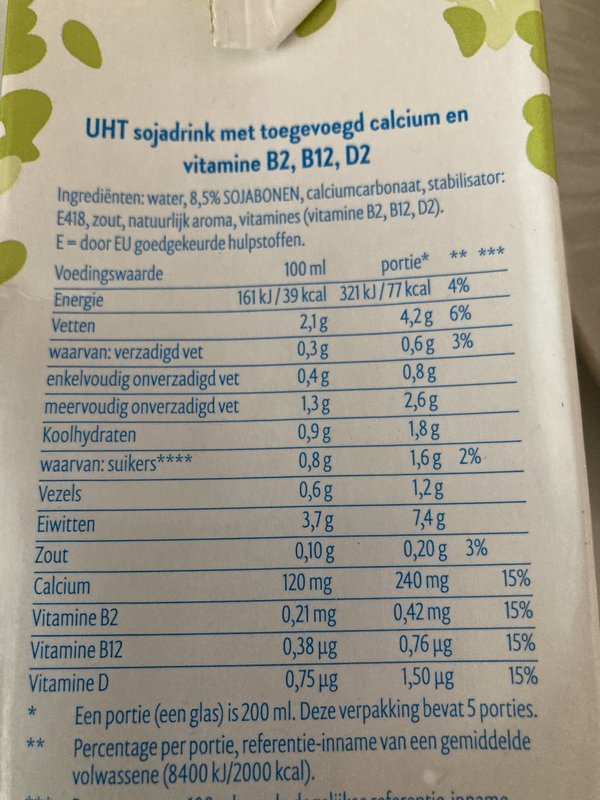 UHT sojadrink met toegevoegd calcium en
vitamine B2, B12, D2
Ingrediënten: water, 8,5% SOJABONEN, calciumcarbonaat, stabilisator:
E418, zout, natuurlijk aroma, vitamines (vitamine B2, B12, D2).
E = door EU goedgekeurde hulpstoffen.
Voedingswaarde 100 ml portie* ** ***
Energie 161 kJ / 39 kcal 321 kJ / 77 kcal 4%
Vetten 2,1 g 4,2 g 6%
waarvan: verzadigd vet 0,3 g 0,6 g 3%
enkelvoudig onverzadigd vet 0,4 g 0,8 g
meervoudig onverzadigd vet 1,3 g 2,6 g
Koolhydraten 0,9 g 1,8 g
waarvan: suikers**** 0,8 g 1,6 g 2%
Vezels 0,6 g 1,2 g
Eiwitten 3,7 g 7,4 g
Zout 0,10 g 0,20 g 3%
Calcium 120 mg 240 mg 15%
Vitamine B2 0,21 mg 0,42 mg 15%
Vitamine B12 0,38 µg 0,76 µg 15%
Vitamine D 0,75 µg 1,50 µg 15%
* Een portie (een glas) is 200 ml. Deze verpakking bevat 5 porties.
** Percentage per portie, referentie-inname van een gemiddelde
volwassene (8400 kJ/2000 kcal).